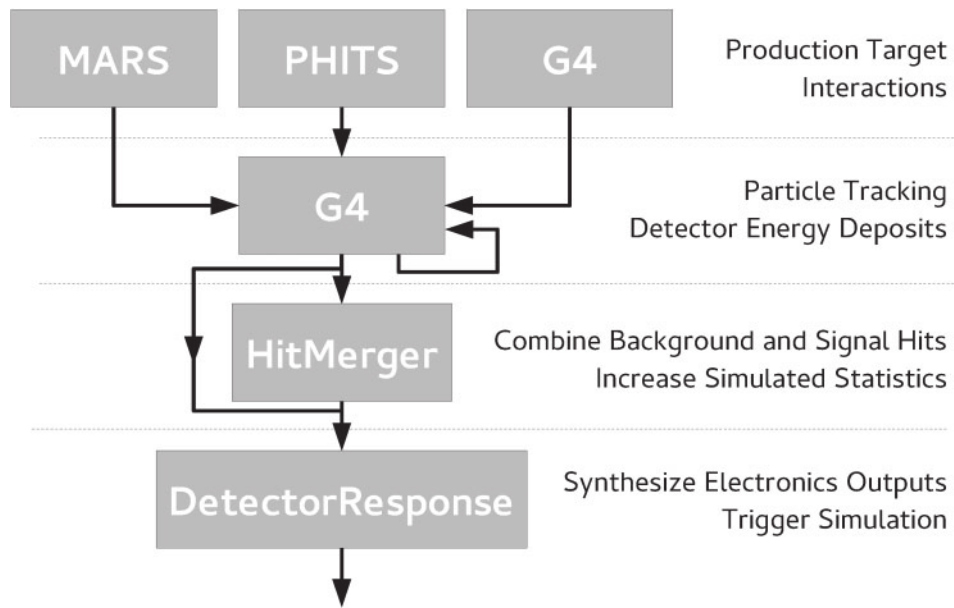 MARS
PHITS
G4
Production Target
Interactions
G4
Particle Tracking
Detector Energy Deposits
HitMerger
Combine Background and Signal Hits
Increase Simulated Statistics
DetectorResponse
Synthesize Electronics Outputs
Trigger Simulation